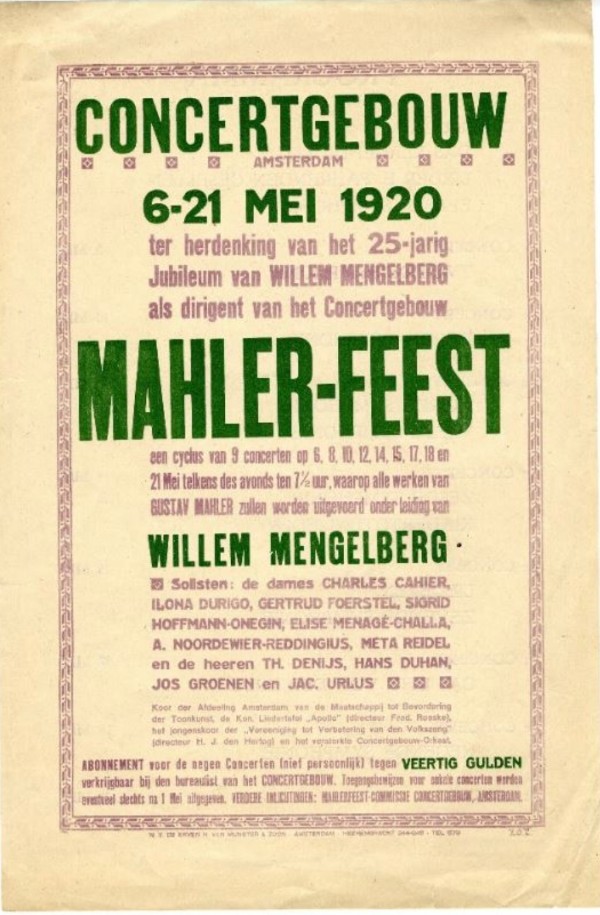 CONCERTGEBOUW
AMSTERDAM
6-21 MEI 1920
ter herdenking van het 25-jarig
Jubileum van WILLEM MENGELBERG
als dirigent van het Concertgebouw
MAHLER-FEEST
een cyclus van 9 concerten op 6, 8, 10, 12, 14, 15, 17, 18 en
21 Mei telkens des avonds ten 7½ uur, waarop alle werken van
GUSTAV MAHLER zullen worden uitgevoerd onder leiding van
WILLEM MENGELBERG
Solisten: de dames CHARLES CAHIER,
ILONA DURIGO, GERTRUD FOERSTEL, SIGRID
HOFFMANN-ONEGIN, ELISE MENAGÉ-CHALLA,
A. NOORDEWIER-REDDINGIUS, META REIDEL
en de heeren TH. DENIJS, HANS DUHAN,
JOS GROENEN en JAC. URLUS
Koor der Afdeeling Amsterdam van de Maatschappij tot Bevordering
der Toonkunst, de Kon. Liedertafel „Apollo" (directeur Fred. Roeske),
het jongenskoor der „Vereeniging tot Verbetering van den Volkszang"
(directeur H. J. den Hertog) en het versterkte Concertgebouw-Orkest.
ABONNEMENT voor de negen Concerten (niet persoonlijk) tegen VEERTIG GULDEN
verkrijgbaar bij den bureaulist van het CONCERTGEBOUW. Toegangsbewijzen voor enkele concerten worden
eventueel slechts na 1 Mei uitgegeven. VERDERE INLICHTINGEN: MAHLERFEEST-COMMISSIE CONCERTGEBOUW, AMSTERDAM.
N.V. DE ERVEN H. VAN MUNSTER & ZOON AMSTERDAM HEERENGRACHT TEL.